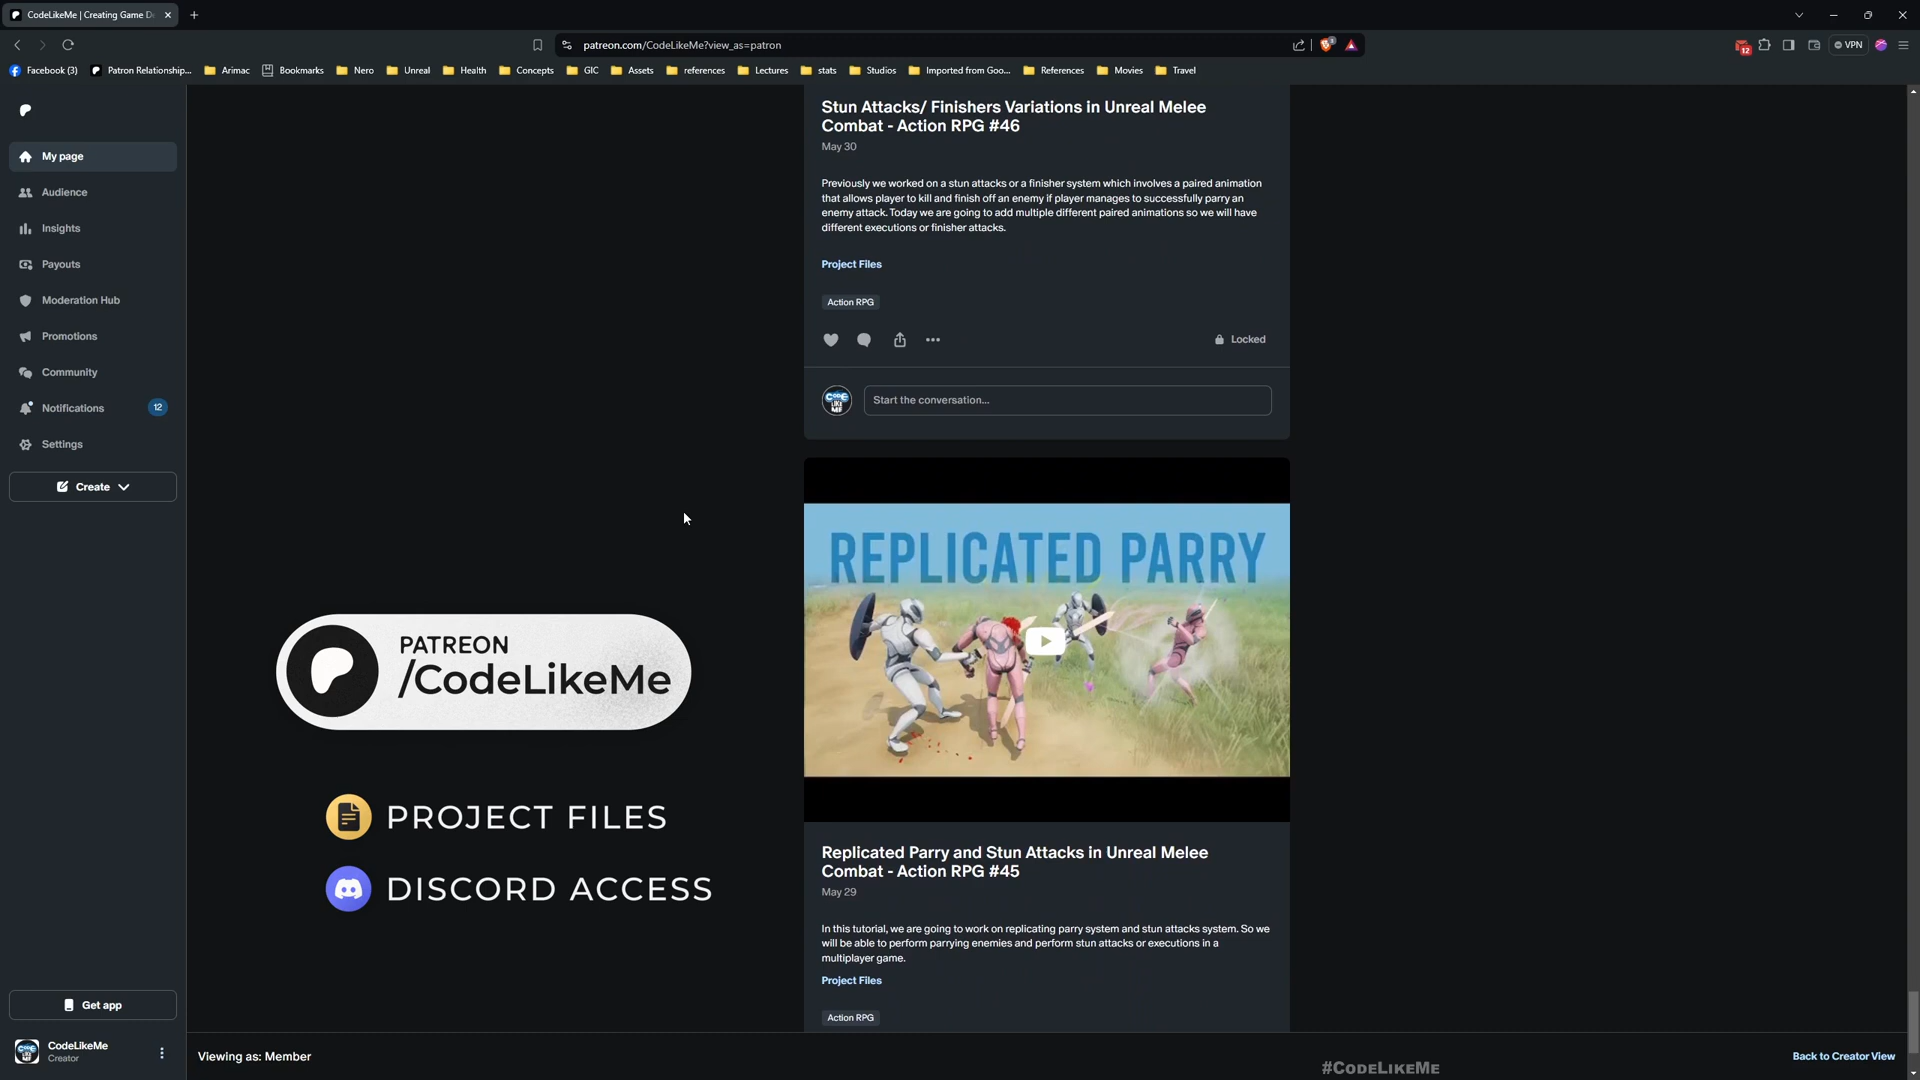 CodeLikeMe | Creating Game D
patreon.com/CodeLikeMe?view_as=patron
3
12
VPN
Facebook (3)
Patron Relationship...
Arimac
Bookmarks
Nero
Unreal
Health
Concepts
GIC
Assets
references
Lectures
stats
Studios
Imported from Goo...
References
Movies
Travel
My page
Audience
Insights
Payouts
Moderation Hub
Promotions
Community
Notifications
12
Settings
Create
Get app
CodeLikeMe
Creator
Stun Attacks/ Finishers Variations in Unreal Melee
Combat - Action RPG #46
May 30
Previously we worked on a stun attacks or a finisher system which involves a paired animation
that allows player to kill and finish off an enemy if player manages to successfully parry an
enemy attack. Today we are going to add multiple different paired animations so we will have
different executions or finisher attacks.
Project Files
Action RPG
Locked
CODE
LIKE
ME
Start the conversation...
REPLICATED PARRY
PATREON
/CodeLikeMe
PROJECT FILES
DISCORD ACCESS
Replicated Parry and Stun Attacks in Unreal Melee
Combat - Action RPG #45
May 29
In this tutorial, we are going to work on replicating parry system and stun attacks system. So we
will be able to perform parrying enemies and perform stun attacks or executions in a
multiplayer game.
Project Files
Action RPG
Viewing as: Member
#CodeLikeMe
Back to Creator View